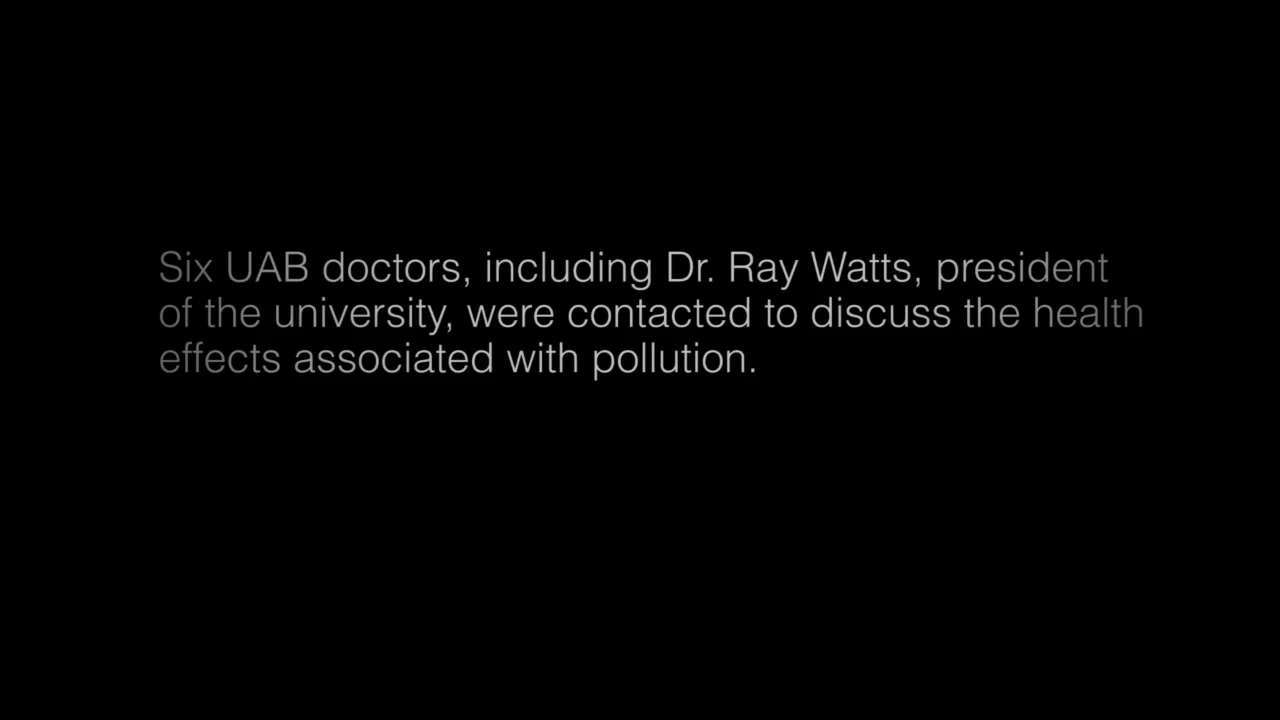 Six UAB doctors, including Dr. Ray Watts, president
of the university, were contacted to discuss the health
effects associated with pollution.